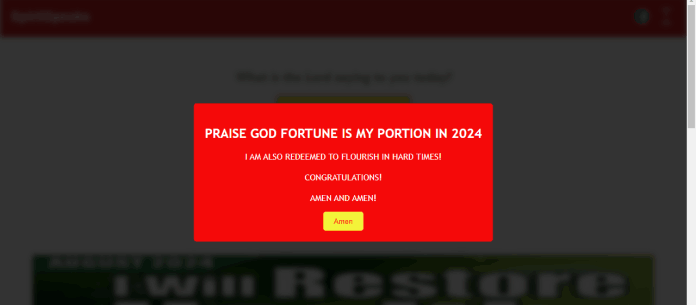 What is the Lord saying to you today?
PRAISE GOD FORTUNE IS MY PORTION IN 2024
I AM ALSO REDEEMED TO FLOURISH IN HARD TIMES!
CONGRATULATIONS!
AMEN AND AMEN!
Amen
AUGUST 2024
I Will Restore